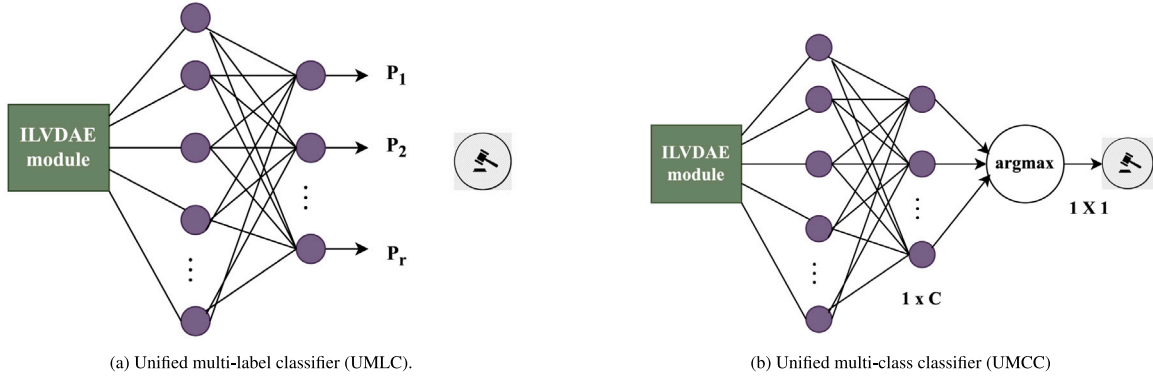 ILVDAE
module
P1
P2
Pr
(a) Unified multi-label classifier (UMLC).
ILVDAE
module
1 x C
argmax
1 X 1
(b) Unified multi-class classifier (UMCC)